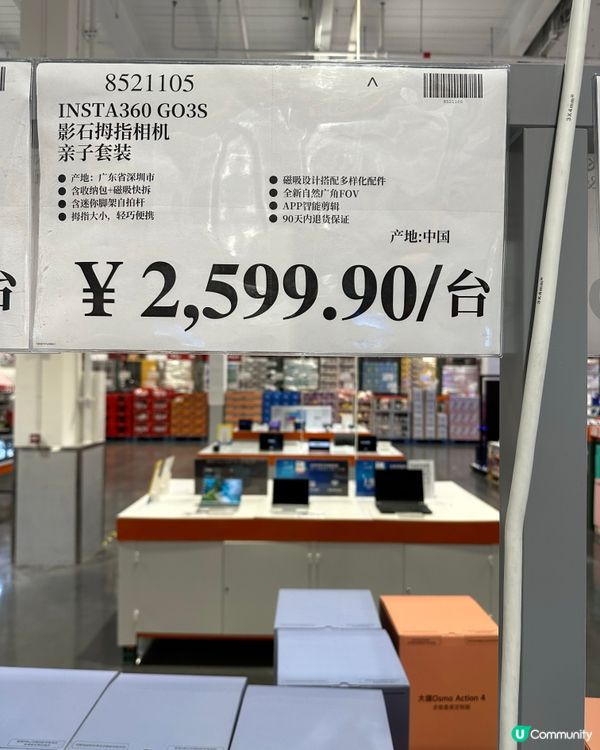 8521105
^
INSTA360 GO3S
影石拇指相机
亲子套装
● 产地：广东省深圳市
● 含收纳包+磁吸快拆
● 含迷你脚架自拍杆
● 拇指大小，轻巧便携
● 磁吸设计搭配多样化配件
● 全新自然广角FOV
● APP智能剪辑
● 90天内退货保证
产地:中国
¥ 2,599.90/台
台
3X4mm²
大疆Osmo Action 4
U Community